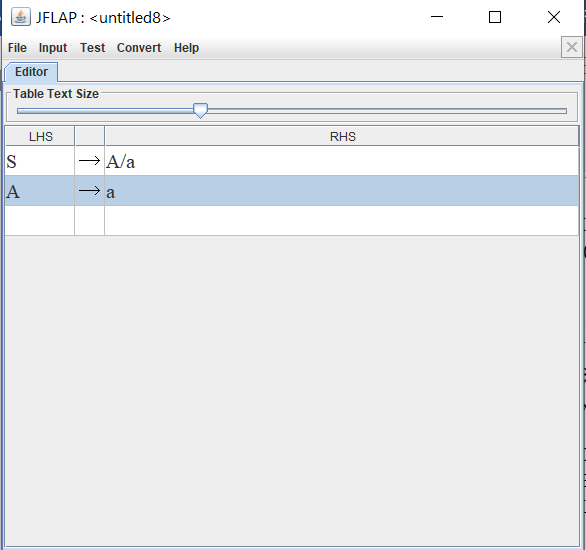 JFLAP : <untitled8>
File Input Test Convert Help
Editor
Table Text Size
LHS RHS
S → A/a
A → a